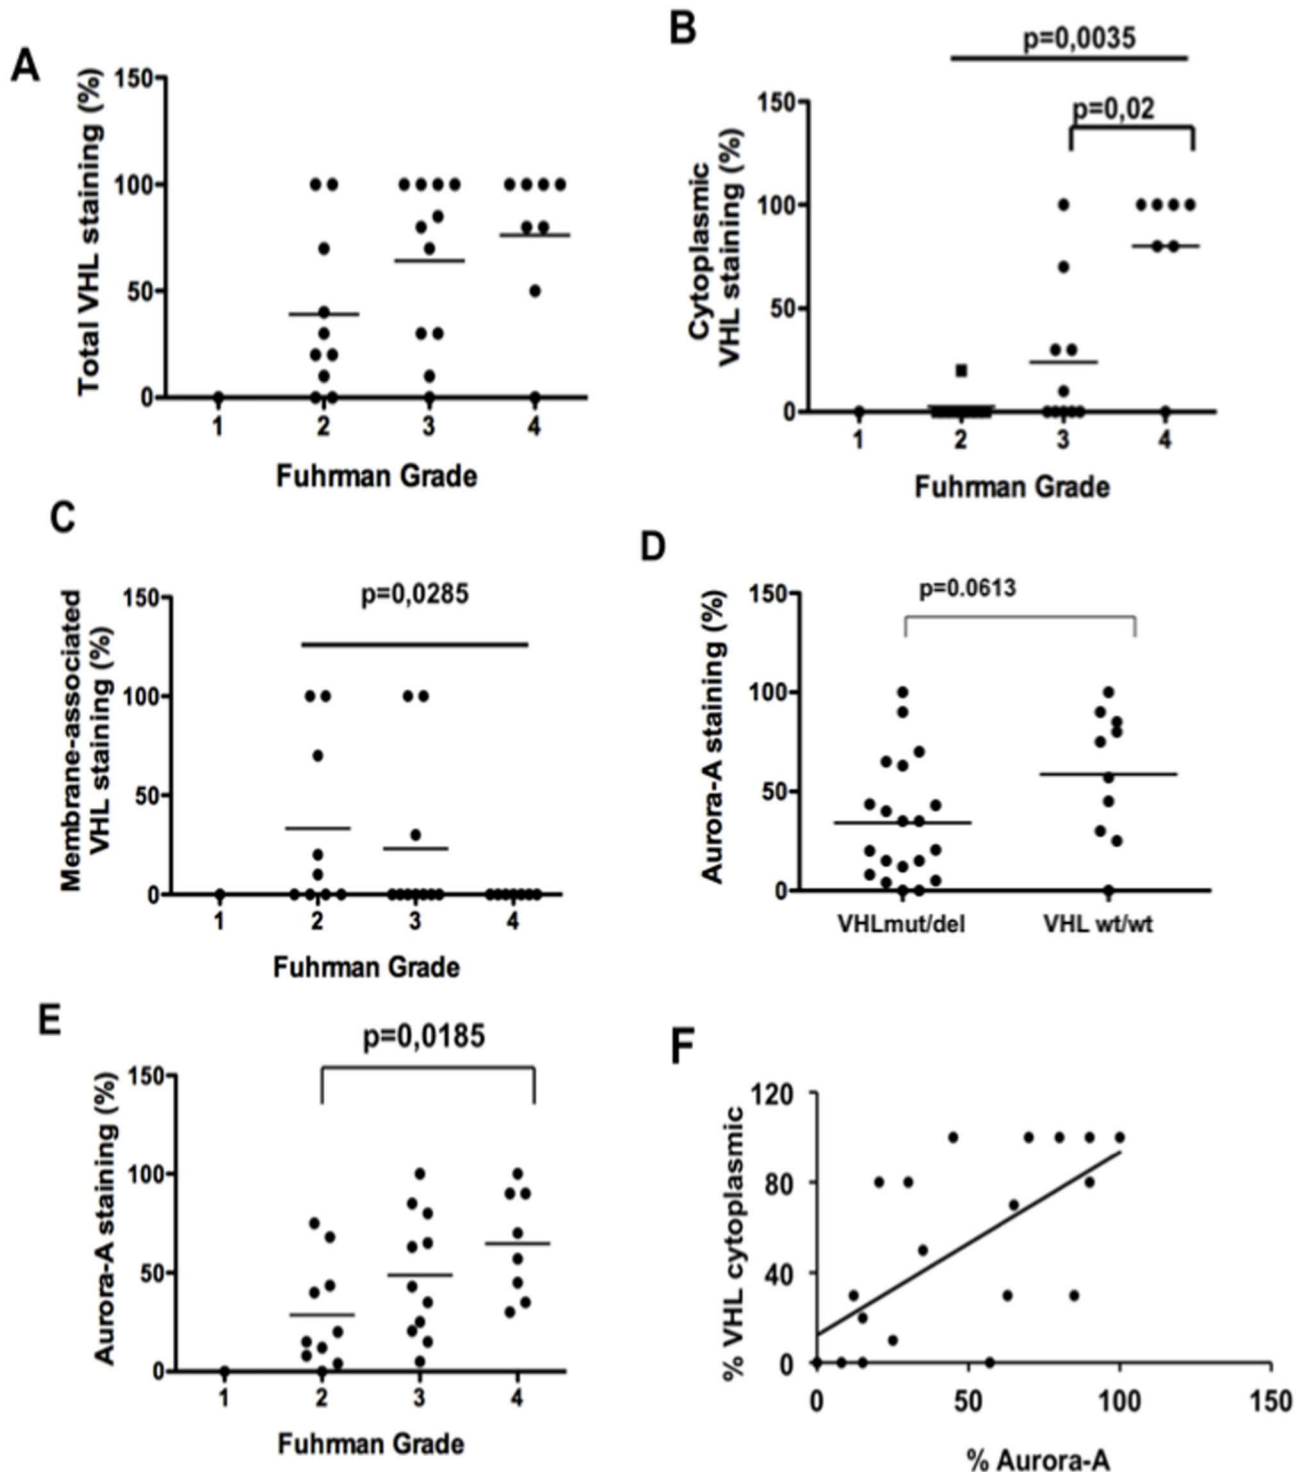 A
Total VHL staining (%)
150
100
50
0
1 2 3 4
Fuhrman Grade
B
p=0,0035
p=0,02
Cytoplasmic
VHL staining (%)
150
100
50
0
1 2 3 4
Fuhrman Grade
C
p=0,0285
Membrane-associated
VHL staining (%)
150
100
50
0
1 2 3 4
Fuhrman Grade
D
p=0.0613
Aurora-A staining (%)
150
100
50
0
VHLmut/del VHL wt/wt
E
p=0,0185
Aurora-A staining (%)
150
100
50
0
1 2 3 4
Fuhrman Grade
F
% VHL cytoplasmic
120
80
40
0
0 50 100 150
% Aurora-A